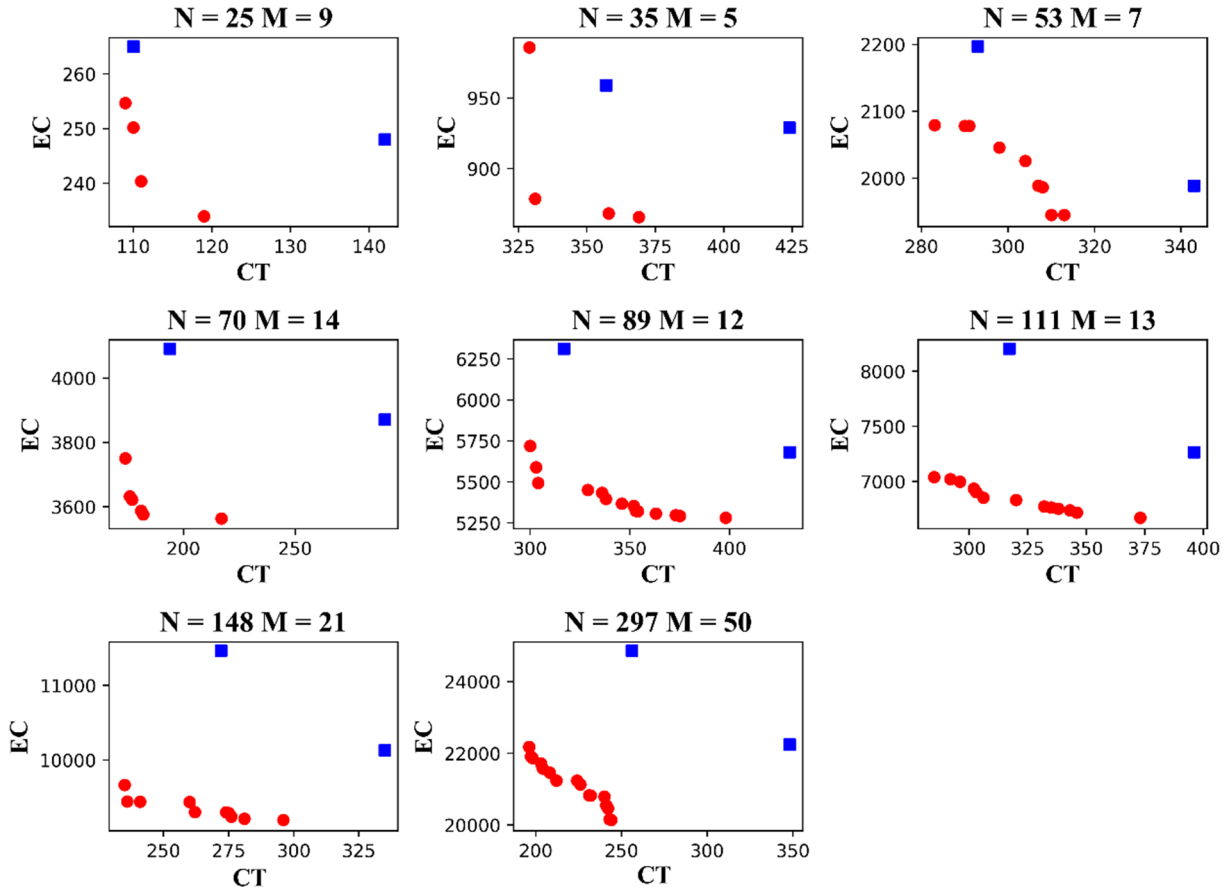 N = 25 M = 9
EC
260
250
240
110
120
130
140
CT
N = 35 M = 5
EC
950
900
325
350
375
400
425
CT
N = 53 M = 7
EC
2200
2100
2000
280
300
320
340
CT
N = 70 M = 14
EC
4000
3800
3600
200
250
CT
N = 89 M = 12
EC
6250
6000
5750
5500
5250
300
350
400
CT
N = 111 M = 13
EC
8000
7500
7000
300
325
350
375
400
CT
N = 148 M = 21
EC
11000
10000
250
275
300
325
CT
N = 297 M = 50
EC
24000
22000
20000
200
250
300
350
CT